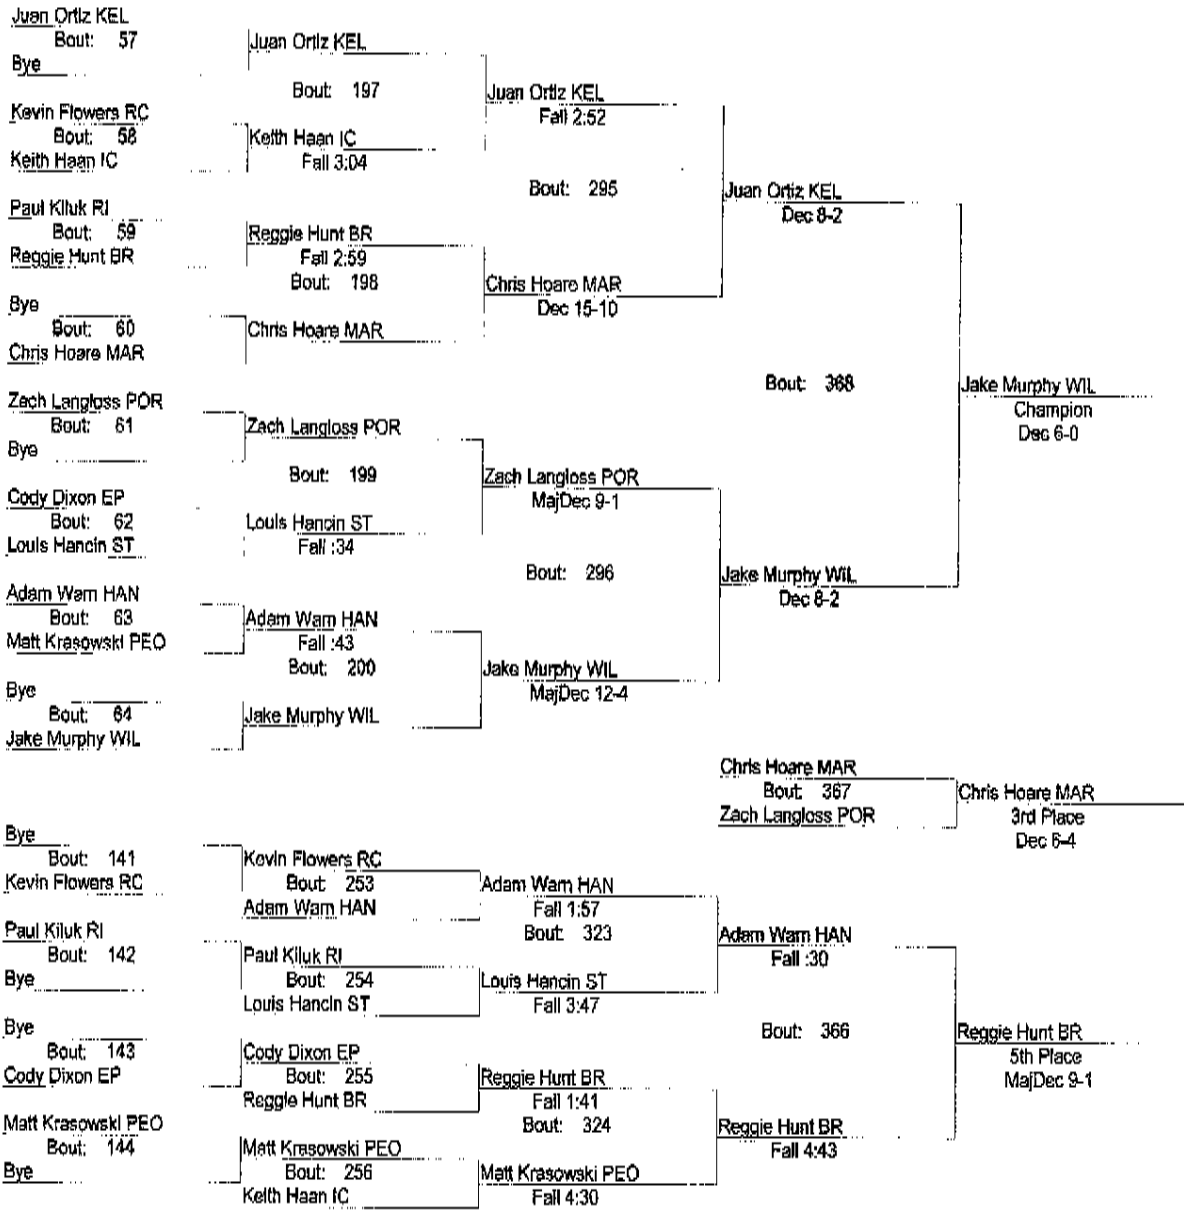 Juan Ortiz KEL
Bout: 57
Bye
Juan Ortiz KEL
Bout: 197
Kevin Flowers RC
Bout: 58
Keith Haan IC
Keith Haan IC
Fall 3:04
Juan Ortiz KEL
Fall 2:52
Bout: 295
Paul Kiluk RI
Bout: 59
Reggie Hunt BR
Reggie Hunt BR
Fall 2:59
Bout: 198
Bye
Bout: 60
Chris Hoare MAR
Chris Hoare MAR
Chris Hoare MAR
Dec 15-10
Juan Ortiz KEL
Dec 8-2
Bout: 368
Zach Langloss POR
Bout: 61
Bye
Zach Langloss POR
Bout: 199
Cody Dixon EP
Bout: 62
Louis Hancin ST
Louis Hancin ST
Fall :34
Zach Langloss POR
MajDec 9-1
Bout: 296
Adam Warn HAN
Bout: 63
Matt Krasowski PEO
Adam Warn HAN
Fall :43
Bout: 200
Bye
Bout: 64
Jake Murphy WIL
Jake Murphy WIL
Jake Murphy WIL
MajDec 12-4
Jake Murphy WIL
Dec 8-2
Jake Murphy WIL
Champion
Dec 6-0
Chris Hoare MAR
Bout: 367
Zach Langloss POR
Chris Hoare MAR
3rd Place
Dec 6-4
Bye
Bout: 141
Kevin Flowers RC
Kevin Flowers RC
Bout: 253
Adam Warn HAN
Adam Warn HAN
Fall 1:57
Bout: 323
Paul Kiluk RI
Bout: 142
Bye
Paul Kiluk RI
Bout: 254
Louis Hancin ST
Louis Hancin ST
Fall 3:47
Adam Warn HAN
Fall :30
Bout: 366
Bye
Bout: 143
Cody Dixon EP
Cody Dixon EP
Bout: 255
Reggie Hunt BR
Reggie Hunt BR
Fall 1:41
Bout: 324
Matt Krasowski PEO
Bout: 144
Bye
Matt Krasowski PEO
Bout: 256
Keith Haan IC
Matt Krasowski PEO
Fall 4:30
Reggie Hunt BR
Fall 4:43
Reggie Hunt BR
5th Place
MajDec 9-1